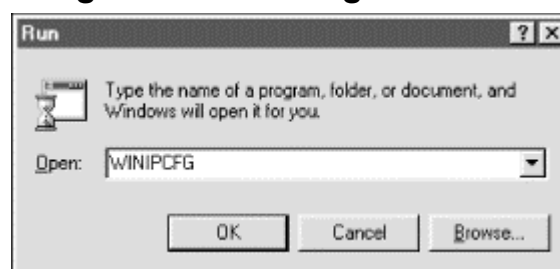 Run
Type the name of a program, folder, or document, and
Windows will open it for you.
Open: WINIPCFG
OK Cancel Browse...